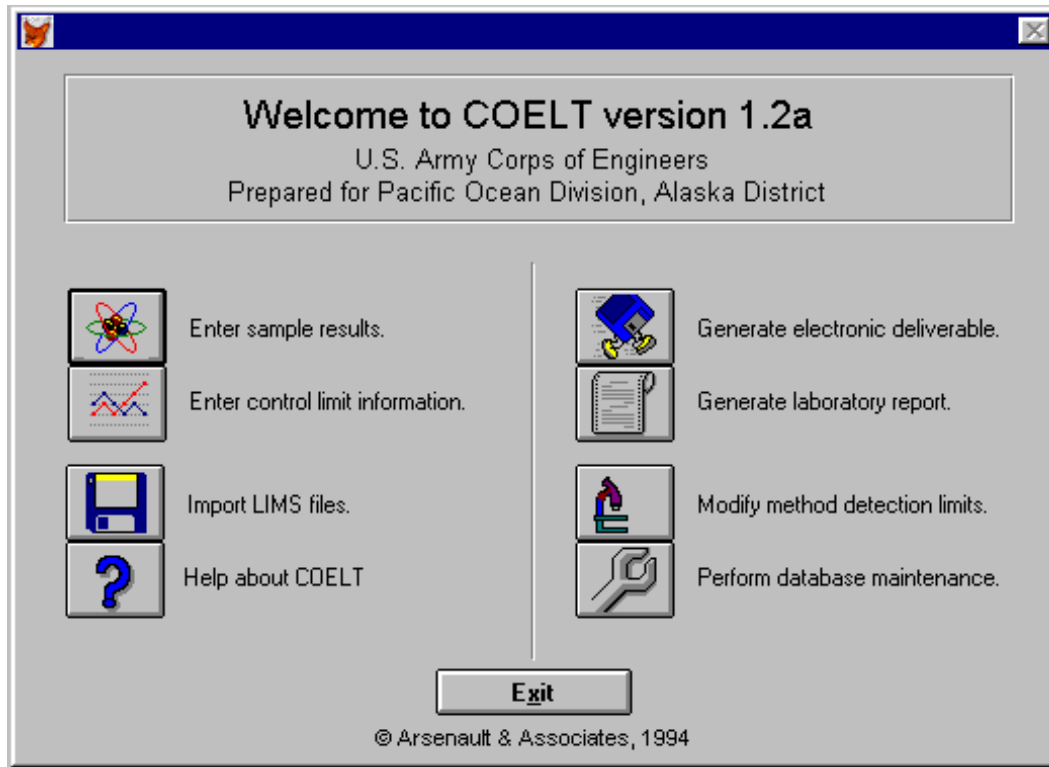 Welcome to COELT version 1.2a
U.S. Army Corps of Engineers
Prepared for Pacific Ocean Division, Alaska District
Enter sample results.
Enter control limit information.
Import LIMS files.
Help about COELT
Generate electronic deliverable.
Generate laboratory report.
Modify method detection limits.
Perform database maintenance.
Exit
© Arsenault & Associates, 1994